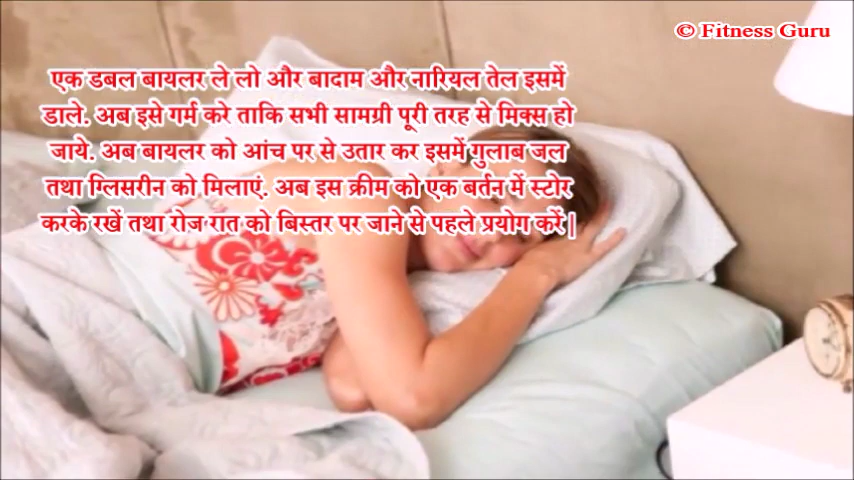 © Fitness Guru
एक डबल बायलर ले लो और बादाम और नारियल तेल इसमें
डाले. अब इसे गर्म करे ताकि सभी सामग्री पूरी तरह से मिक्स हो
जाये. अब बायलर को आंच पर से उतार कर इसमें गुलाब जल
तथा ग्लिसरीन को मिलाएं. अब इस क्रीम को एक बर्तन में स्टोर
करके रखें तथा रोज रात को बिस्तर पर जाने से पहले प्रयोग करें |